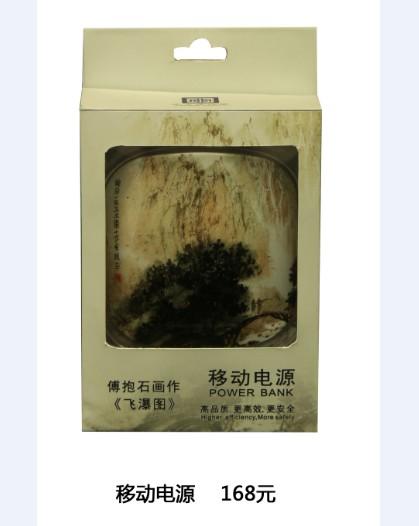 傅抱石画作
《飞瀑图》
移动电源
POWER BANK
高品质.更高效.更安全
Higher efficiency,More safely
移动电源 168元